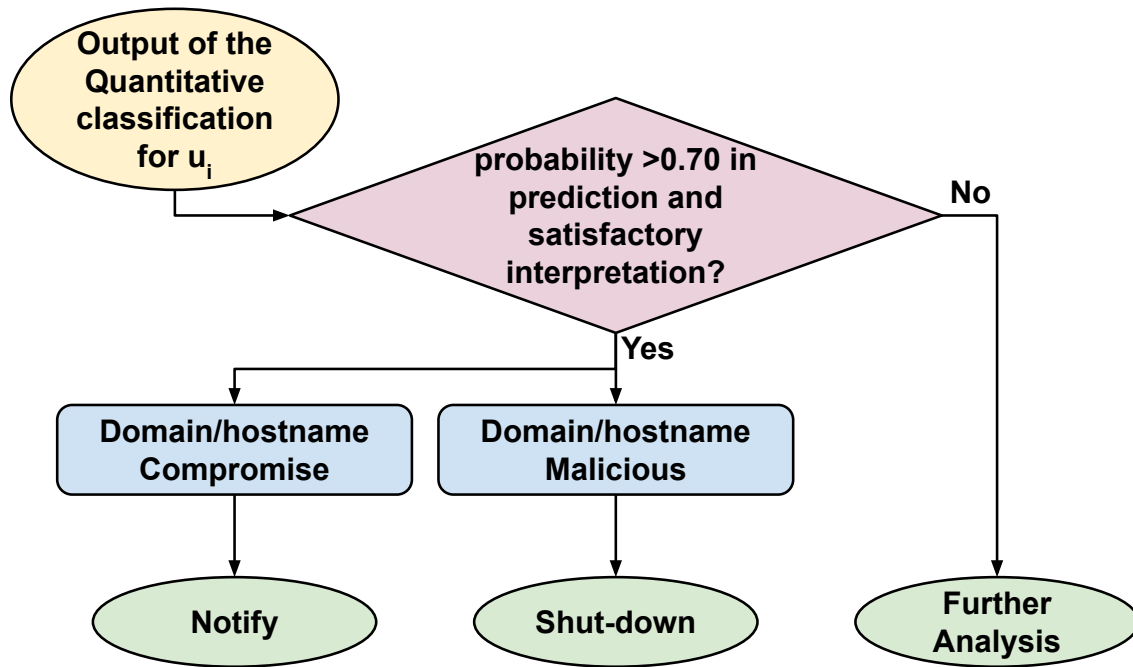 Output of the
Quantitative
classification
for uᵢ
probability >0.70 in
prediction and
satisfactory
interpretation?
No
Yes
Domain/hostname
Compromise
Domain/hostname
Malicious
Notify
Shut-down
Further
Analysis